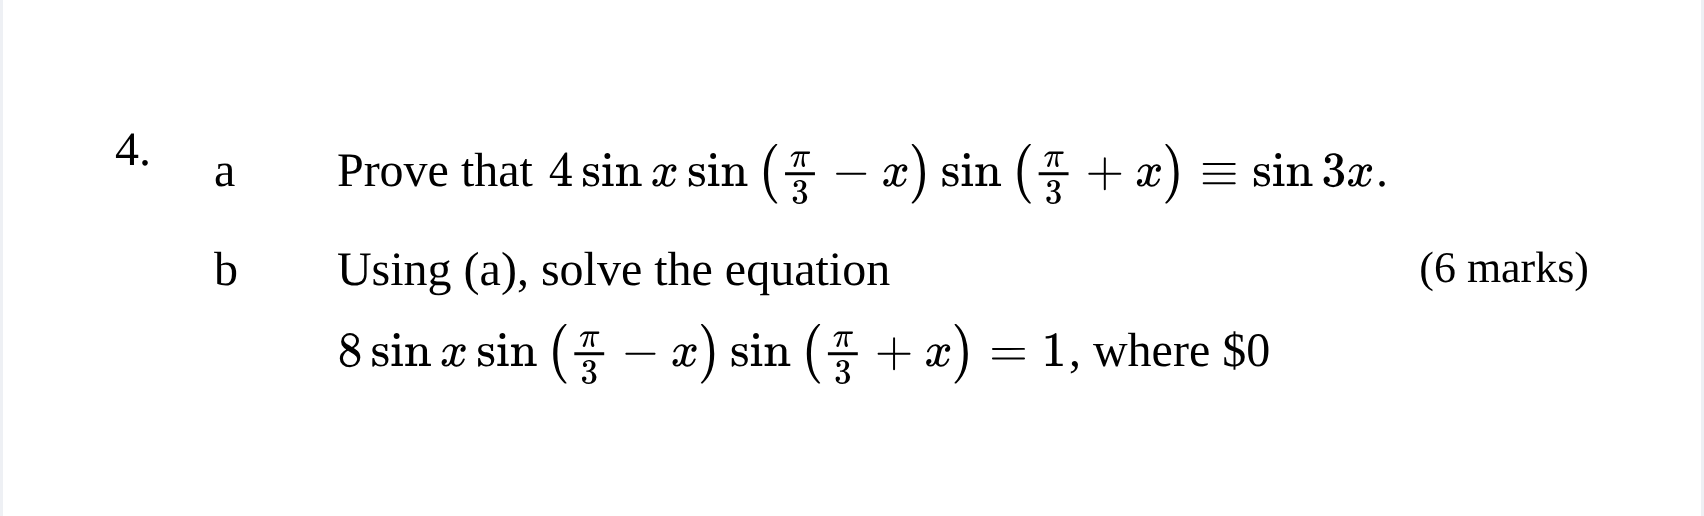 4. a Prove that 4 sin x sin (π/3 − x) sin (π/3 + x) ≡ sin 3x.
b Using (a), solve the equation (6 marks)
8 sin x sin (π/3 − x) sin (π/3 + x) = 1, where $0